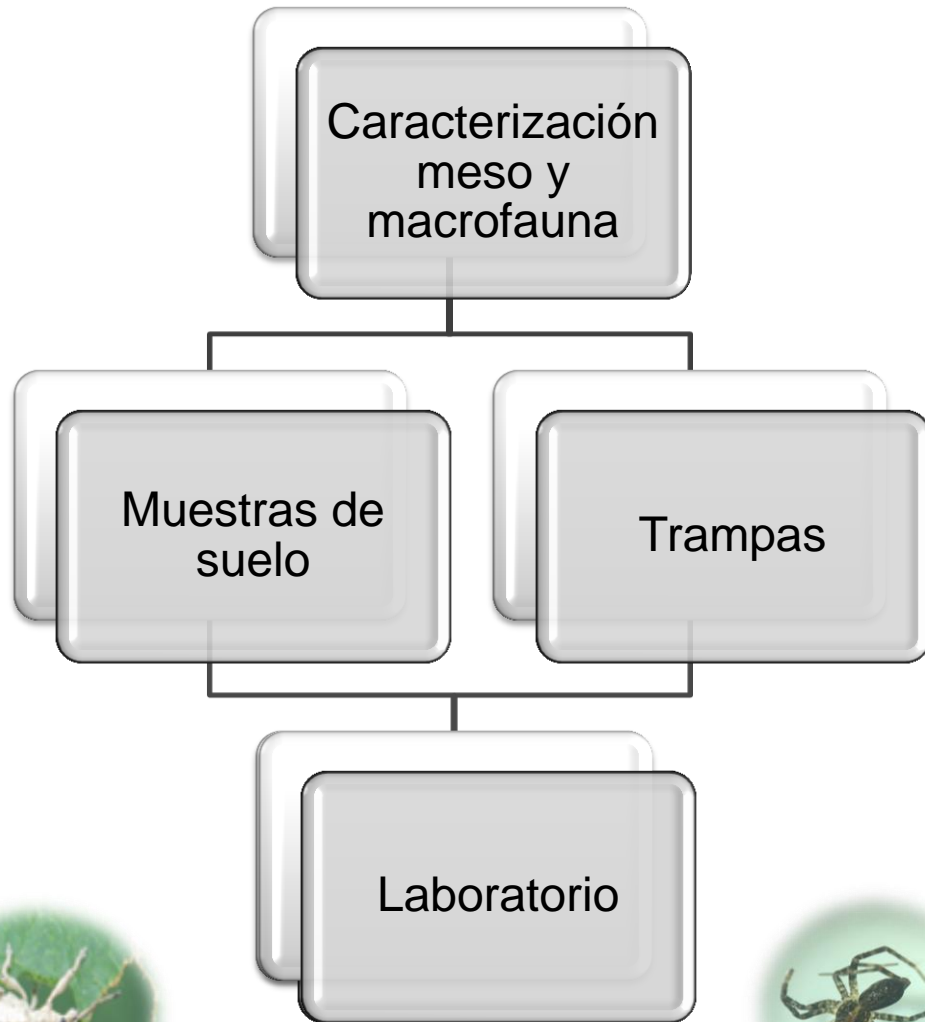 Caracterización
meso y
macrofauna
Muestras de
suelo
Trampas
Laboratorio